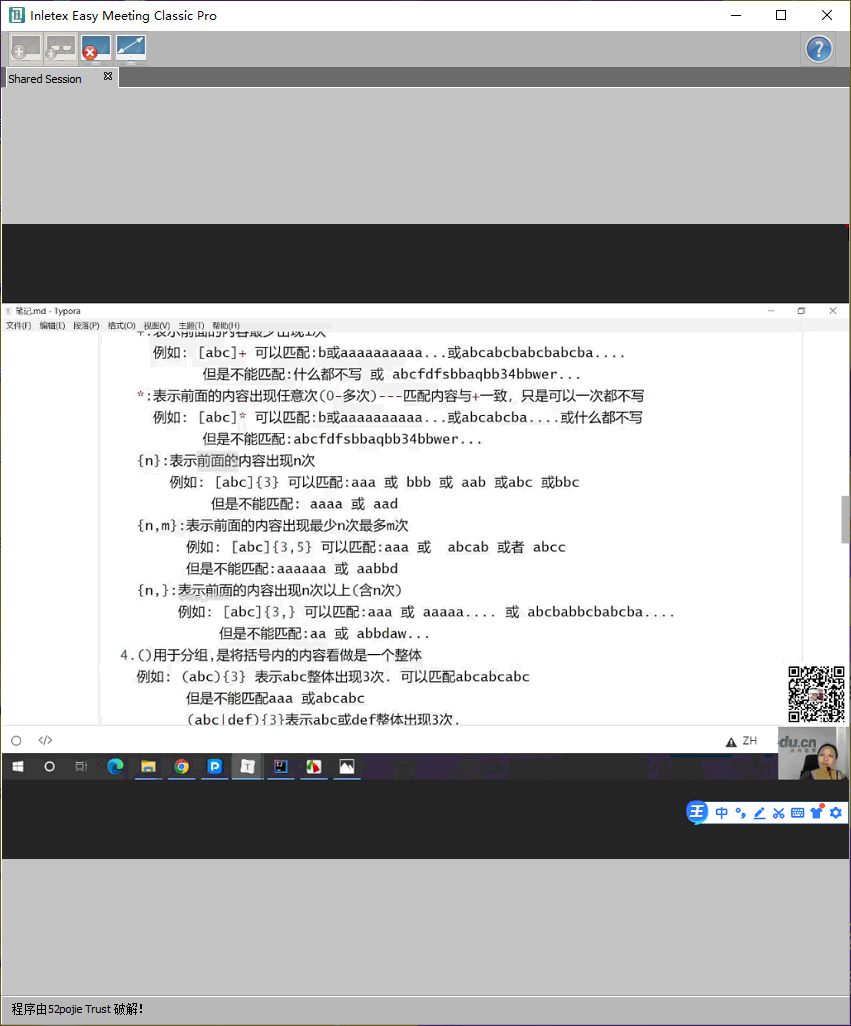 Inletex Easy Meeting Classic Pro
Shared Session
笔记.md - Typora
文件(F) 编辑(E) 段落(P) 格式(O) 视图(V) 主题(T) 帮助(H)
+:表示前面的内容最少出现1次
例如: [abc]+ 可以匹配:b或aaaaaaaaaa...或abcabcbabcbabcba....
但是不能匹配:什么都不写 或 abcfdfsbbaqbb34bbwer...
*:表示前面的内容出现任意次(0-多次)---匹配内容与+一致，只是可以一次都不写
例如: [abc]* 可以匹配:b或aaaaaaaaaa...或abcabcba....或什么都不写
但是不能匹配:abcfdfsbbaqbb34bbwer...
{n}:表示前面的内容出现n次
例如: [abc]{3} 可以匹配:aaa 或 bbb 或 aab 或abc 或bbc
但是不能匹配: aaaa 或 aad
{n,m}:表示前面的内容出现最少n次最多m次
例如: [abc]{3,5} 可以匹配:aaa 或 abcab 或者 abcc
但是不能匹配:aaaaaa 或 aabbd
{n,}:表示前面的内容出现n次以上(含n次)
例如: [abc]{3,} 可以匹配:aaa 或 aaaaa.... 或 abcbabbcbabcba....
但是不能匹配:aa 或 abbdaw...
4.()用于分组,是将括号内的内容看做是一个整体
例如: (abc){3} 表示abc整体出现3次. 可以匹配abcabcabc
但是不能匹配aaa 或abcabc
(abc|def){3}表示abc或def整体出现3次.
ZH
du.cn
王 中
程序由52pojie Trust 破解!